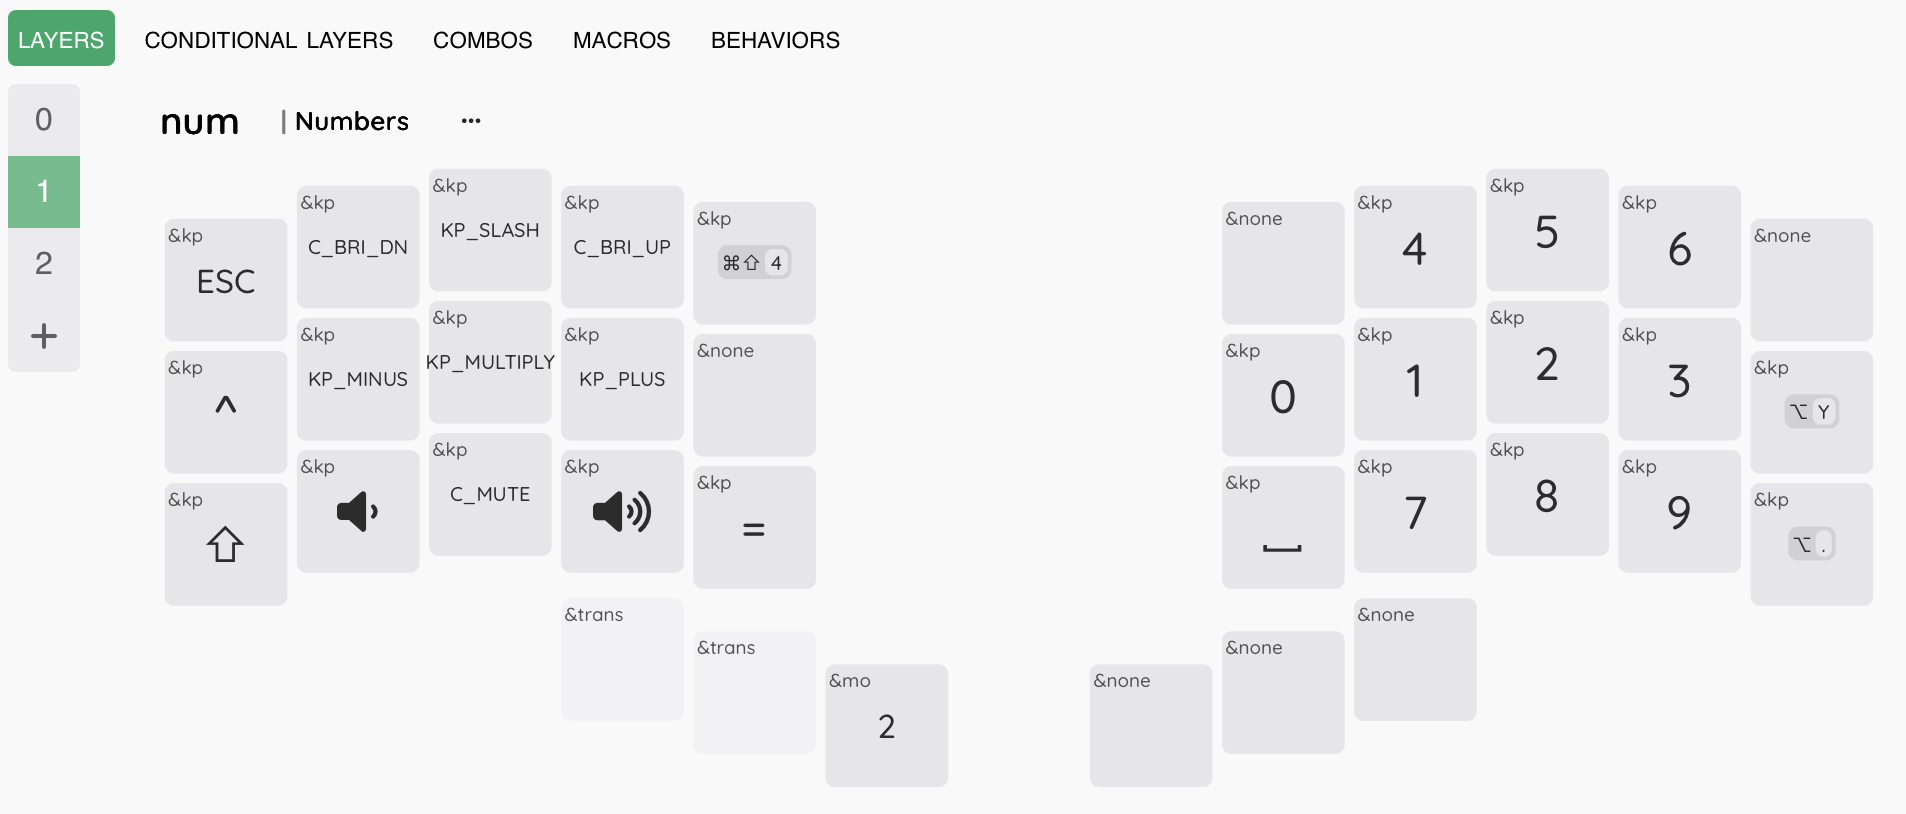 LAYERS CONDITIONAL LAYERS COMBOS MACROS BEHAVIORS
0
1
2
+
num | Numbers ...
&kp ESC
&kp C_BRI_DN
&kp KP_SLASH
&kp C_BRI_UP
&kp ⌘⇧ 4
&none
&kp 4
&kp 5
&kp 6
&none
&kp ^
&kp KP_MINUS
&kp KP_MULTIPLY
&kp KP_PLUS
&none
&kp 0
&kp 1
&kp 2
&kp 3
&kp ⌥ Y
&kp ⇧
&kp
&kp C_MUTE
&kp
&kp =
&kp ⎵
&kp 7
&kp 8
&kp 9
&kp ⌥ .
&trans
&trans
&mo 2
&none
&none
&none